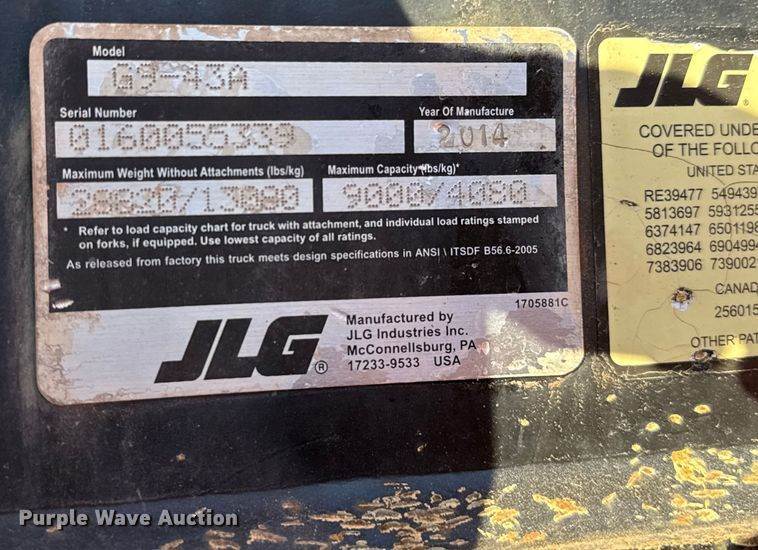 Model
G9-43A
Serial Number
0160055339
Year Of Manufacture
2014
Maximum Weight Without Attachments (lbs/kg)
28620/13080
Maximum Capacity (lbs/kg)*
9000/4090
* Refer to load capacity chart for truck with attachment, and individual load ratings stamped
on forks, if equipped. Use lowest capacity of all ratings.
As released from factory this truck meets design specifications in ANSI \ ITSDF B56.6-2005
1705881C
JLG®
Manufactured by
JLG Industries Inc.
McConnellsburg, PA
17233-9533 USA
JLG®
COVERED UNDE
OF THE FOLLO
UNITED STA
RE39477 549439
5813697 5931255
6374147 6501198
6823964 6904994
7383906 739002
CANAD
256015
OTHER PAT
Purple Wave Auction